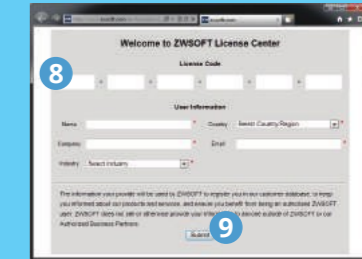 Welcome to ZWSOFT License Center
License Code
8
User Information
Name * Country Select Country/Region *
Company * Email *
Industry Select Industry *
The information your provide will be used by ZWSOFT to register you in our customer database, to keep
you informed about our products and services, and ensure you benefit from being an authorized ZWSOFT
user. ZWSOFT does not sell or otherwise provide your information to anyone outside of ZWSOFT or our
Authorized Business Partners.
Submit 9